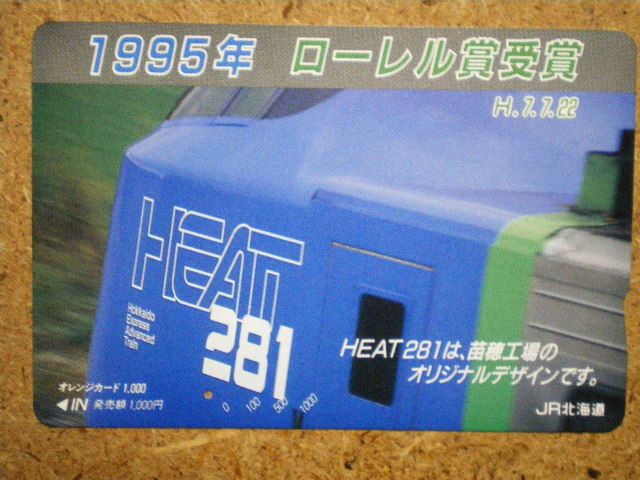 1995年 ローレル賞受賞
H.7.7.22
HEAT
281
Hokkaido
Express
Advanced
Train
HEAT281は、苗穂工場の
オリジナルデザインです。
オレンジカード 1,000
◀IN 発売額 1,000円
0 100 500 1000
JR北海道